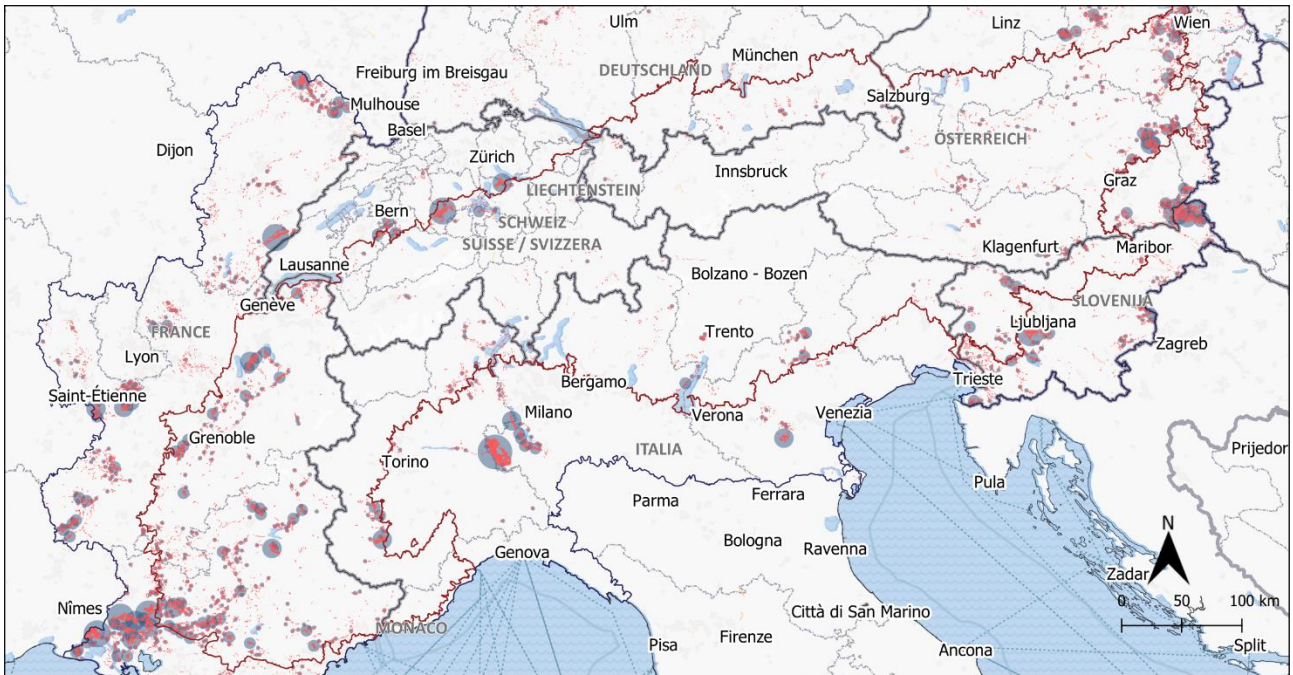 Ulm
Linz
Wien
München
Freiburg im Breisgau
DEUTSCHLAND
Mulhouse
Salzburg
Basel
Dijon
ÖSTERREICH
Zürich
Innsbruck
Graz
LIECHTENSTEIN
Bern
SCHWEIZ
SUISSE / SVIZZERA
Klagenfurt
Maribor
Lausanne
Bolzano - Bozen
Genève
SLOVENIJA
Ljubljana
FRANCE
Trento
Lyon
Zagreb
Bergamo
Trieste
Saint-Étienne
Milano
Verona
Venezia
Grenoble
ITALIA
Prijedor
Torino
Pula
Parma
Ferrara
N
Bologna
Ravenna
Genova
Zadar
Nîmes
0 50 100 km
Città di San Marino
MONACO
Firenze
Pisa
Ancona
Split